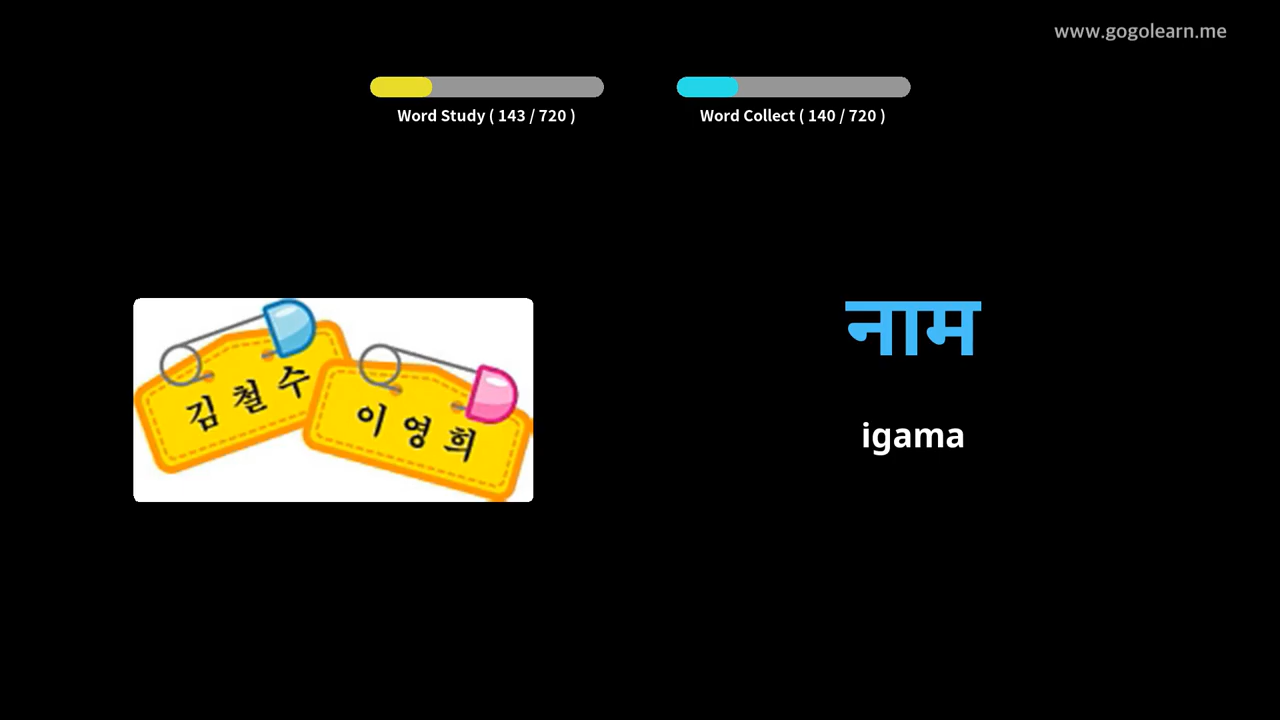 www.gogolearn.me
Word Study ( 143 / 720 )
Word Collect ( 140 / 720 )
김철수
이영희
नाम
igama